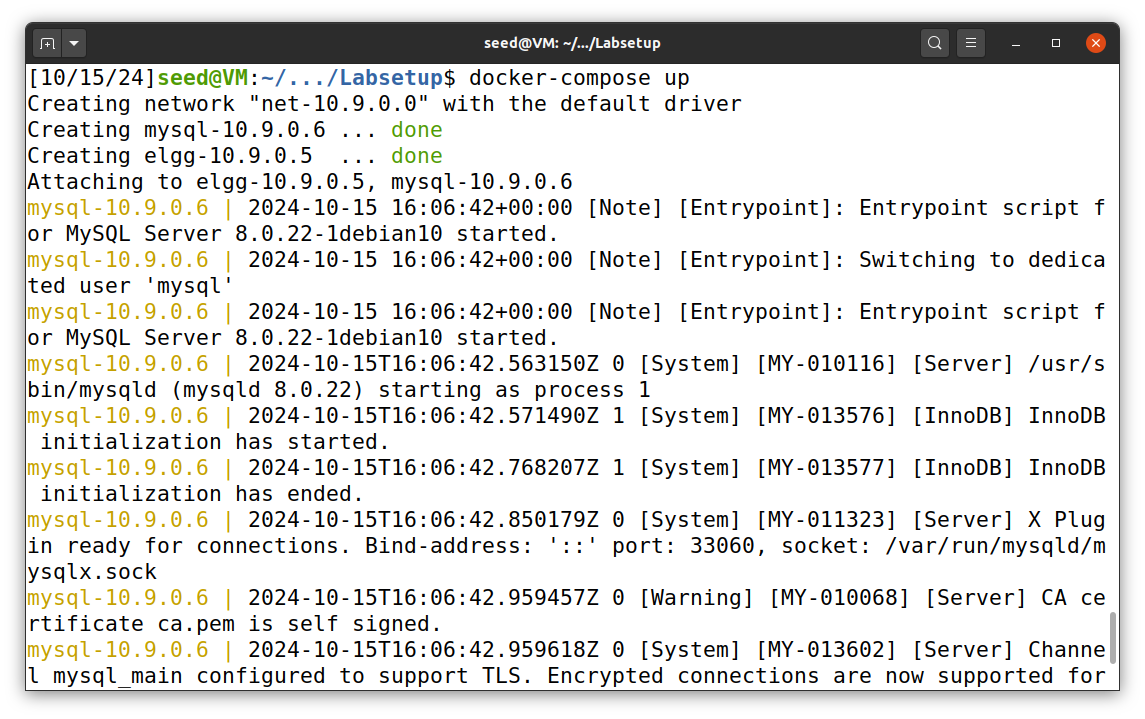 seed@VM: ~/.../Labsetup
[10/15/24]seed@VM:~/.../Labsetup$ docker-compose up
Creating network "net-10.9.0.0" with the default driver
Creating mysql-10.9.0.6 ... done
Creating elgg-10.9.0.5  ... done
Attaching to elgg-10.9.0.5, mysql-10.9.0.6
mysql-10.9.0.6 | 2024-10-15 16:06:42+00:00 [Note] [Entrypoint]: Entrypoint script f
or MySQL Server 8.0.22-1debian10 started.
mysql-10.9.0.6 | 2024-10-15 16:06:42+00:00 [Note] [Entrypoint]: Switching to dedica
ted user 'mysql'
mysql-10.9.0.6 | 2024-10-15 16:06:42+00:00 [Note] [Entrypoint]: Entrypoint script f
or MySQL Server 8.0.22-1debian10 started.
mysql-10.9.0.6 | 2024-10-15T16:06:42.563150Z 0 [System] [MY-010116] [Server] /usr/s
bin/mysqld (mysqld 8.0.22) starting as process 1
mysql-10.9.0.6 | 2024-10-15T16:06:42.571490Z 1 [System] [MY-013576] [InnoDB] InnoDB
 initialization has started.
mysql-10.9.0.6 | 2024-10-15T16:06:42.768207Z 1 [System] [MY-013577] [InnoDB] InnoDB
 initialization has ended.
mysql-10.9.0.6 | 2024-10-15T16:06:42.850179Z 0 [System] [MY-011323] [Server] X Plug
in ready for connections. Bind-address: '::' port: 33060, socket: /var/run/mysqld/m
ysqlx.sock
mysql-10.9.0.6 | 2024-10-15T16:06:42.959457Z 0 [Warning] [MY-010068] [Server] CA ce
rtificate ca.pem is self signed.
mysql-10.9.0.6 | 2024-10-15T16:06:42.959618Z 0 [System] [MY-013602] [Server] Channe
l mysql_main configured to support TLS. Encrypted connections are now supported for